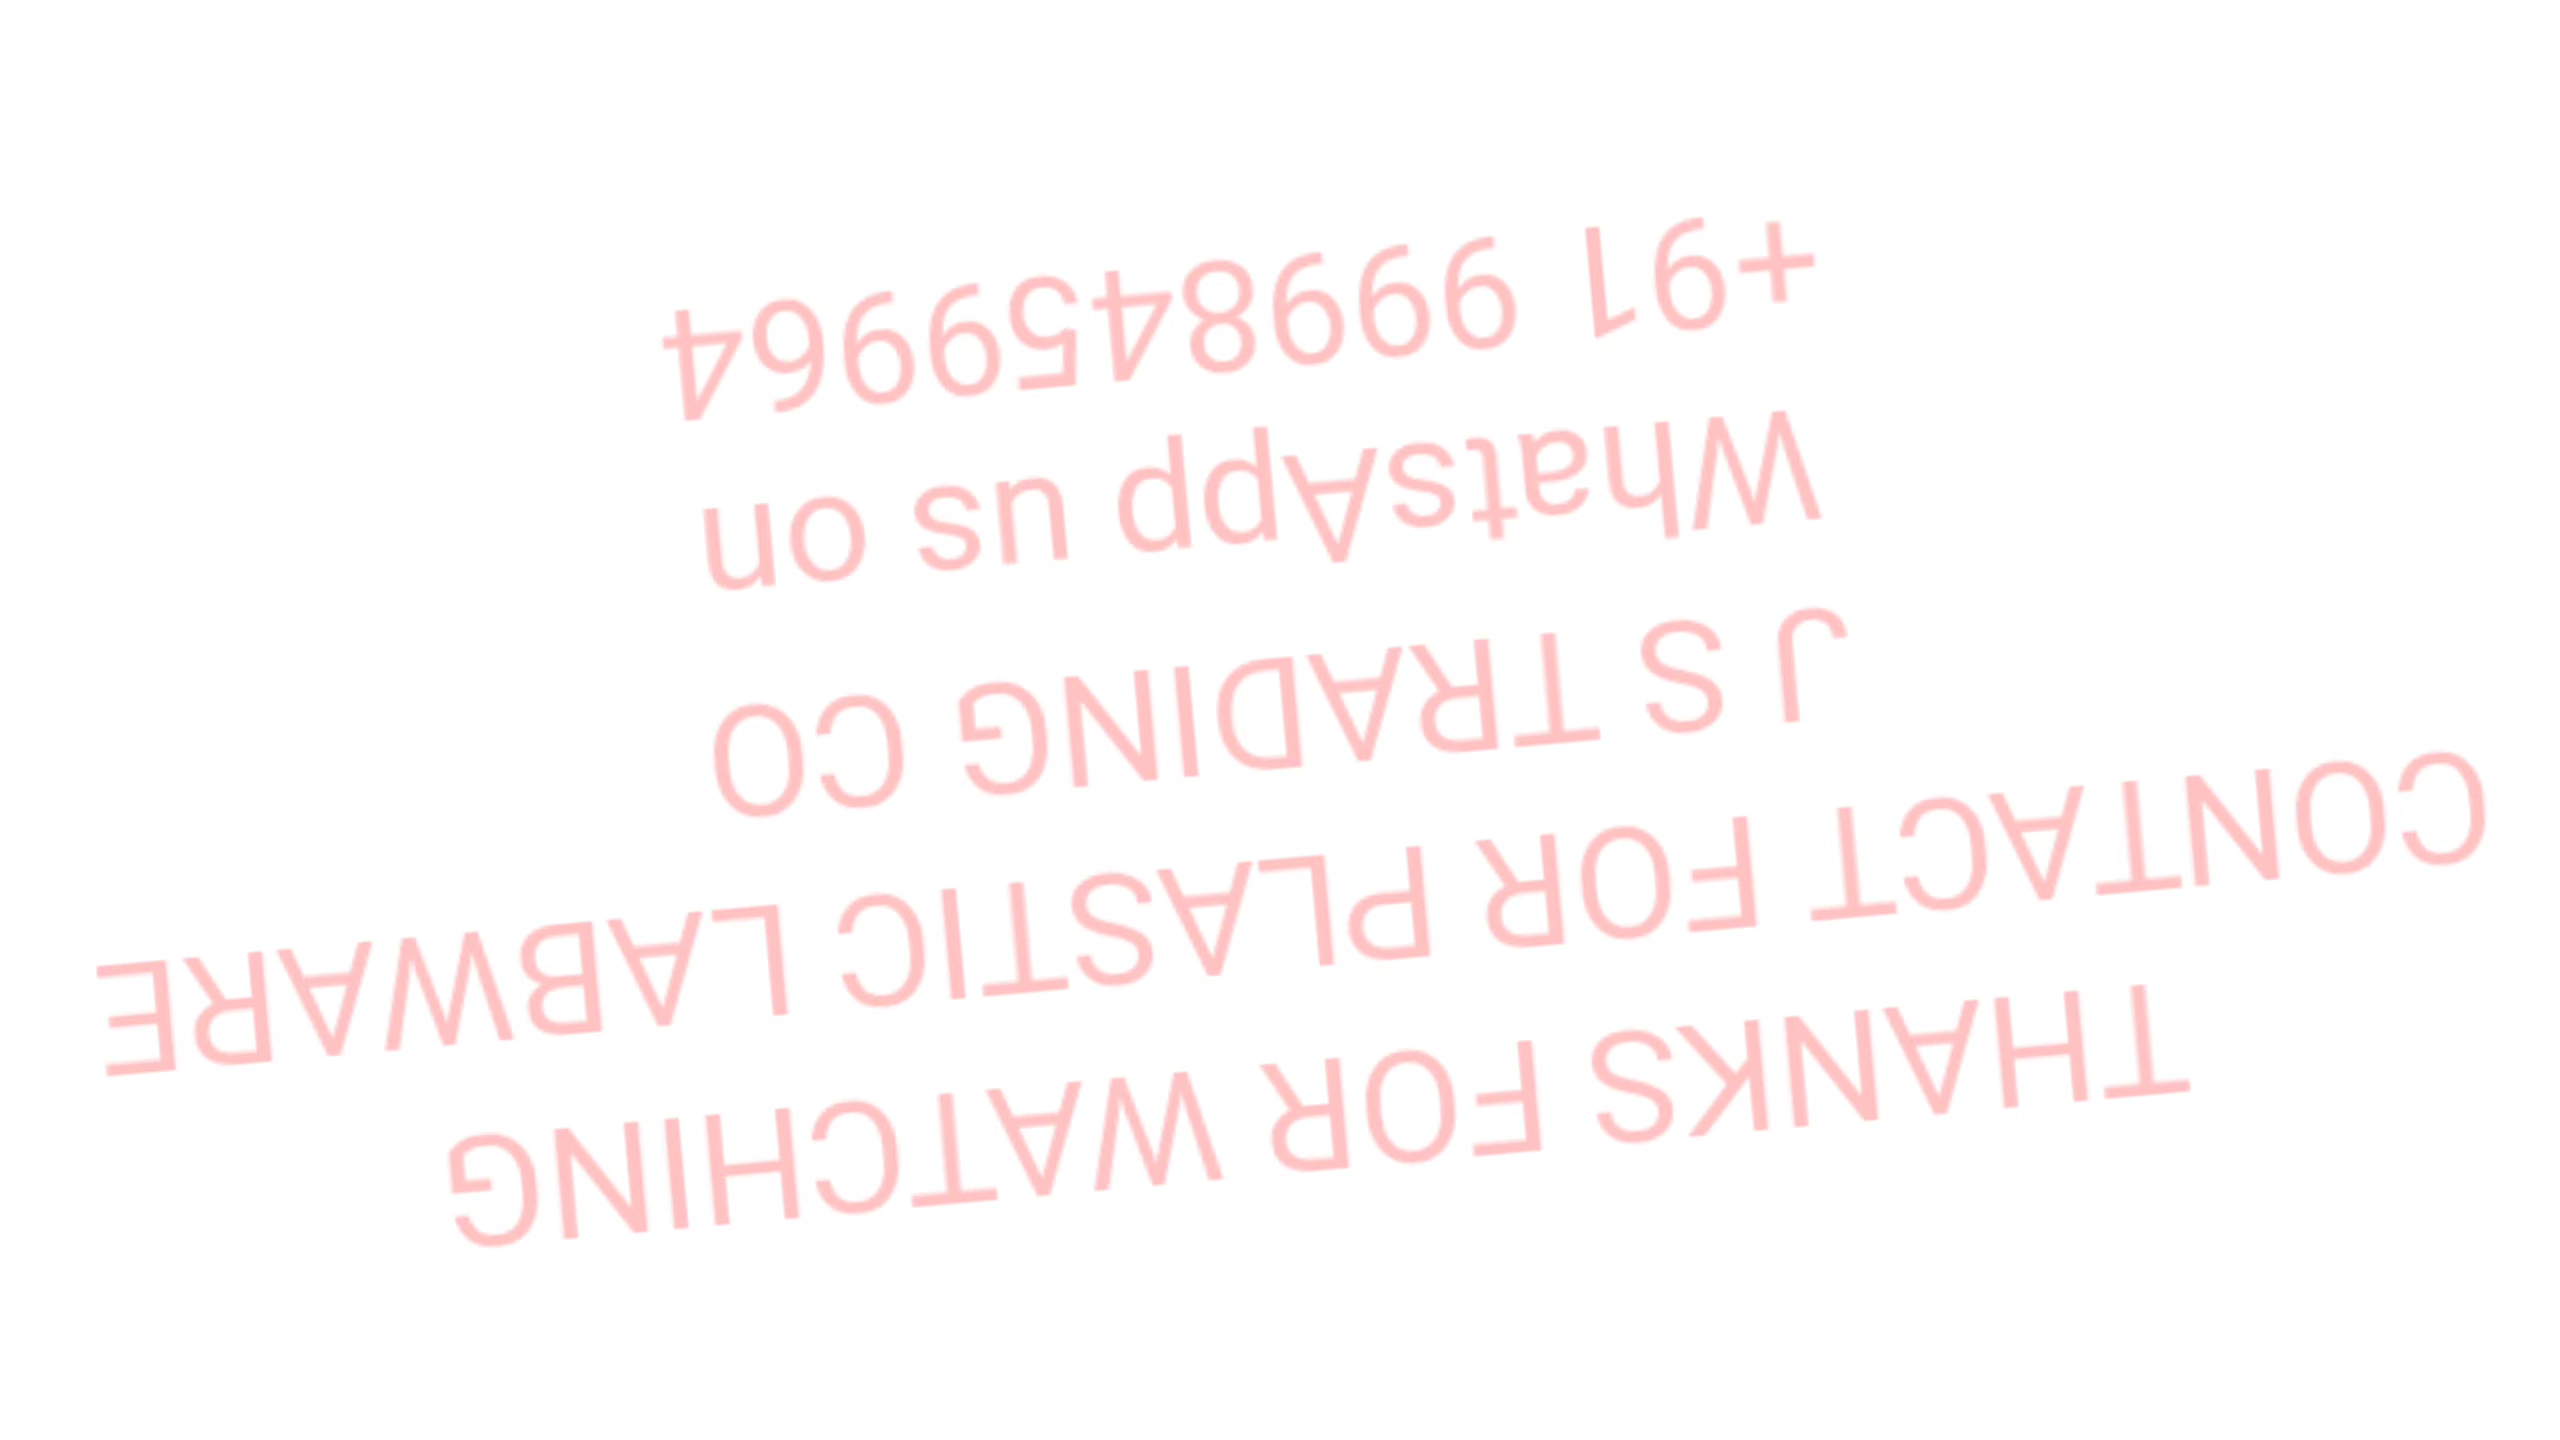 THANKS FOR WATCHING
CONTACT FOR PLASTIC LABWARE
J S TRADING CO
WhatsApp us on
+91 9998459964